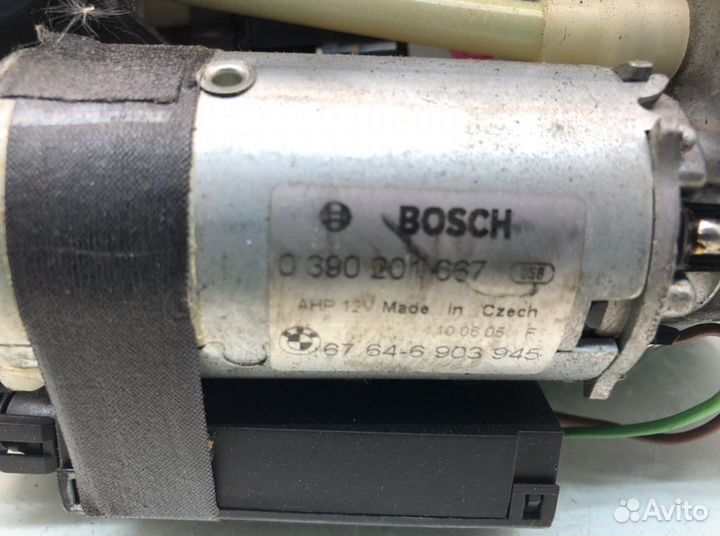 BOSCH
0 390 201 667 058
AHP 12V Made in Czech
10.05.05 F
67 64-6 903 945
Avito